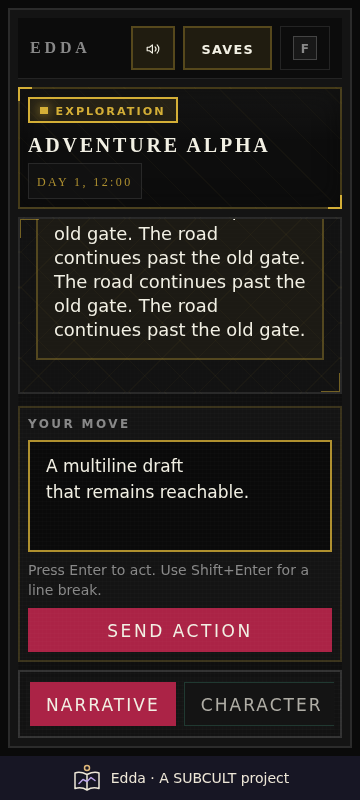 EDDA
SAVES
F
EXPLORATION
ADVENTURE ALPHA
DAY 1, 12:00
old gate. The road
continues past the old gate.
The road continues past the
old gate. The road
continues past the old gate.
YOUR MOVE
A multiline draft
that remains reachable.
Press Enter to act. Use Shift+Enter for a
line break.
SEND ACTION
NARRATIVE
CHARACTER
Edda · A SUBCULT project